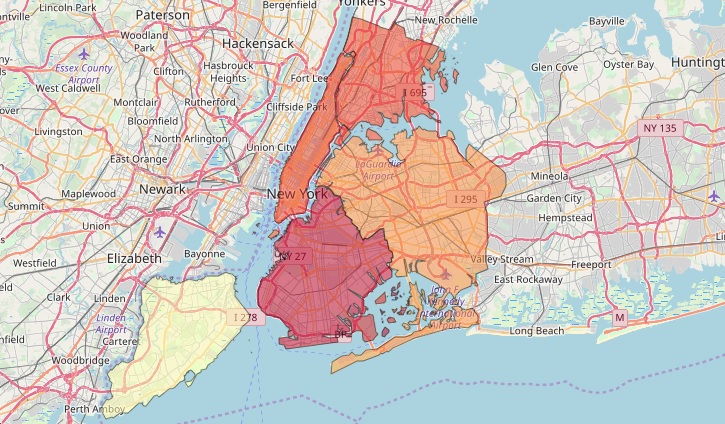 Lincoln Park
Bergenfield
Yonkers
Paterson
New Rochelle
Bayville
Woodland
Park
Hackensack
Glen Cove
Oyster Bay
Huntingt
Essex County
Airport
Clifton
Hasbrouck
Heights
Fort Lee
West Caldwell
I 695
Montclair
Rutherford
Cliffside Park
Bloomfield
NY 135
Livingston
North Arlington
Union City
East Orange
LaGuardia
Airport
Mineola
Maplewood
Newark
New York
I 295
Garden City
Summit
Hempstead
Union
Westfield
Elizabeth
Bayonne
NY 27
Valley Stream
Freeport
East Rockaway
Clark
Linden
John F.
Kennedy
International
Airport
Linden
Airport
I 278
M
nfield
Carteret
BP
Long Beach
Woodbridge
Perth Amboy